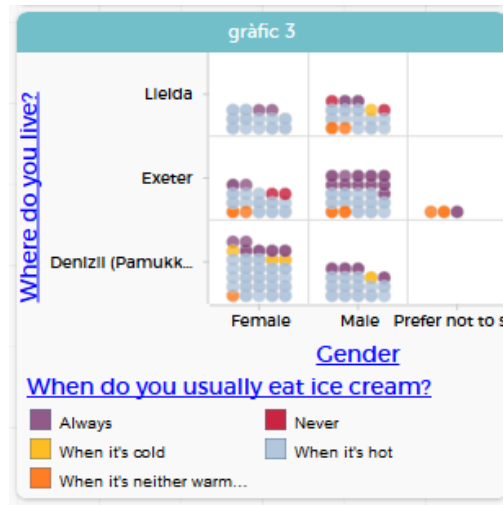 gràfic 3
Where do you live?
Lleida
Exeter
Denizli (Pamukk...
Female
Male
Prefer not to s
Gender
When do you usually eat ice cream?
Always
Never
When it's cold
When it's hot
When it's neither warm...